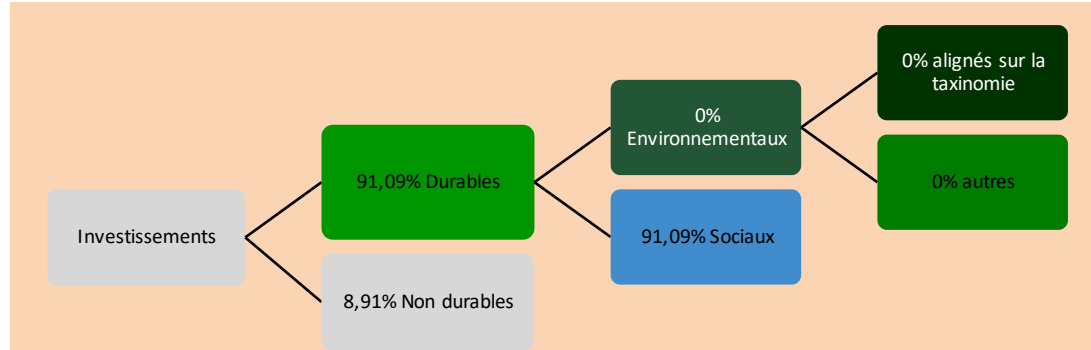 Investissements
91,09% Durables
8,91% Non durables
0%
Environnementaux
91,09% Sociaux
0% alignés sur la
taxinomie
0% autres